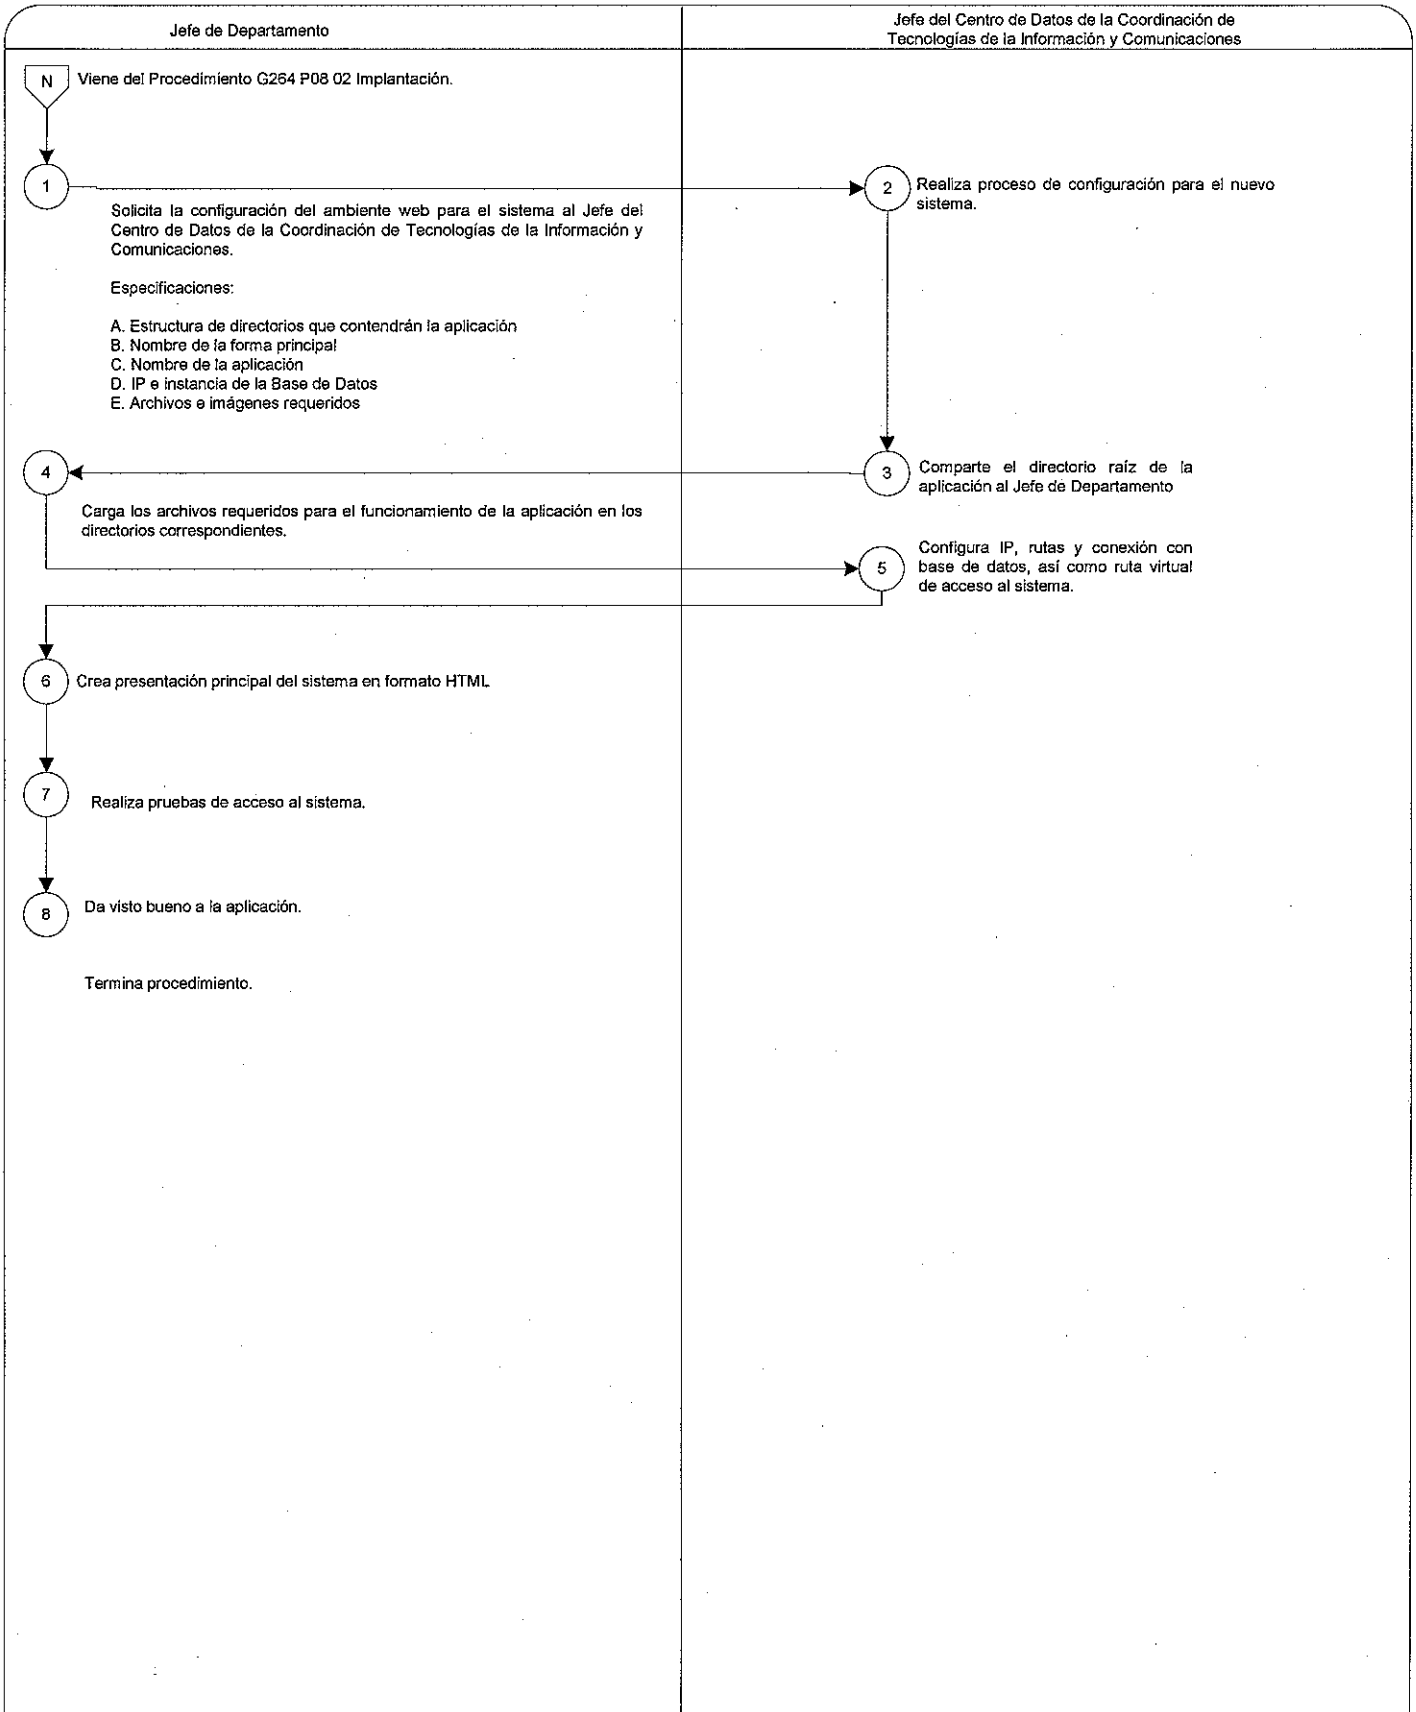 Jefe de Departamento
Jefe del Centro de Datos de la Coordinación de
Tecnologías de la Información y Comunicaciones
N
Viene del Procedimiento G264 P08 02 Implantación.
1
Solicita la configuración del ambiente web para el sistema al Jefe del
Centro de Datos de la Coordinación de Tecnologías de la Información y
Comunicaciones.
Especificaciones:
A. Estructura de directorios que contendrán la aplicación
B. Nombre de la forma principal
C. Nombre de la aplicación
D. IP e instancia de la Base de Datos
E. Archivos e imágenes requeridos
2
Realiza proceso de configuración para el nuevo
sistema.
3
Comparte el directorio raíz de la
aplicación al Jefe de Departamento
4
Carga los archivos requeridos para el funcionamiento de la aplicación en los
directorios correspondientes.
5
Configura IP, rutas y conexión con
base de datos, así como ruta virtual
de acceso al sistema.
6
Crea presentación principal del sistema en formato HTML
7
Realiza pruebas de acceso al sistema.
8
Da visto bueno a la aplicación.
Termina procedimiento.